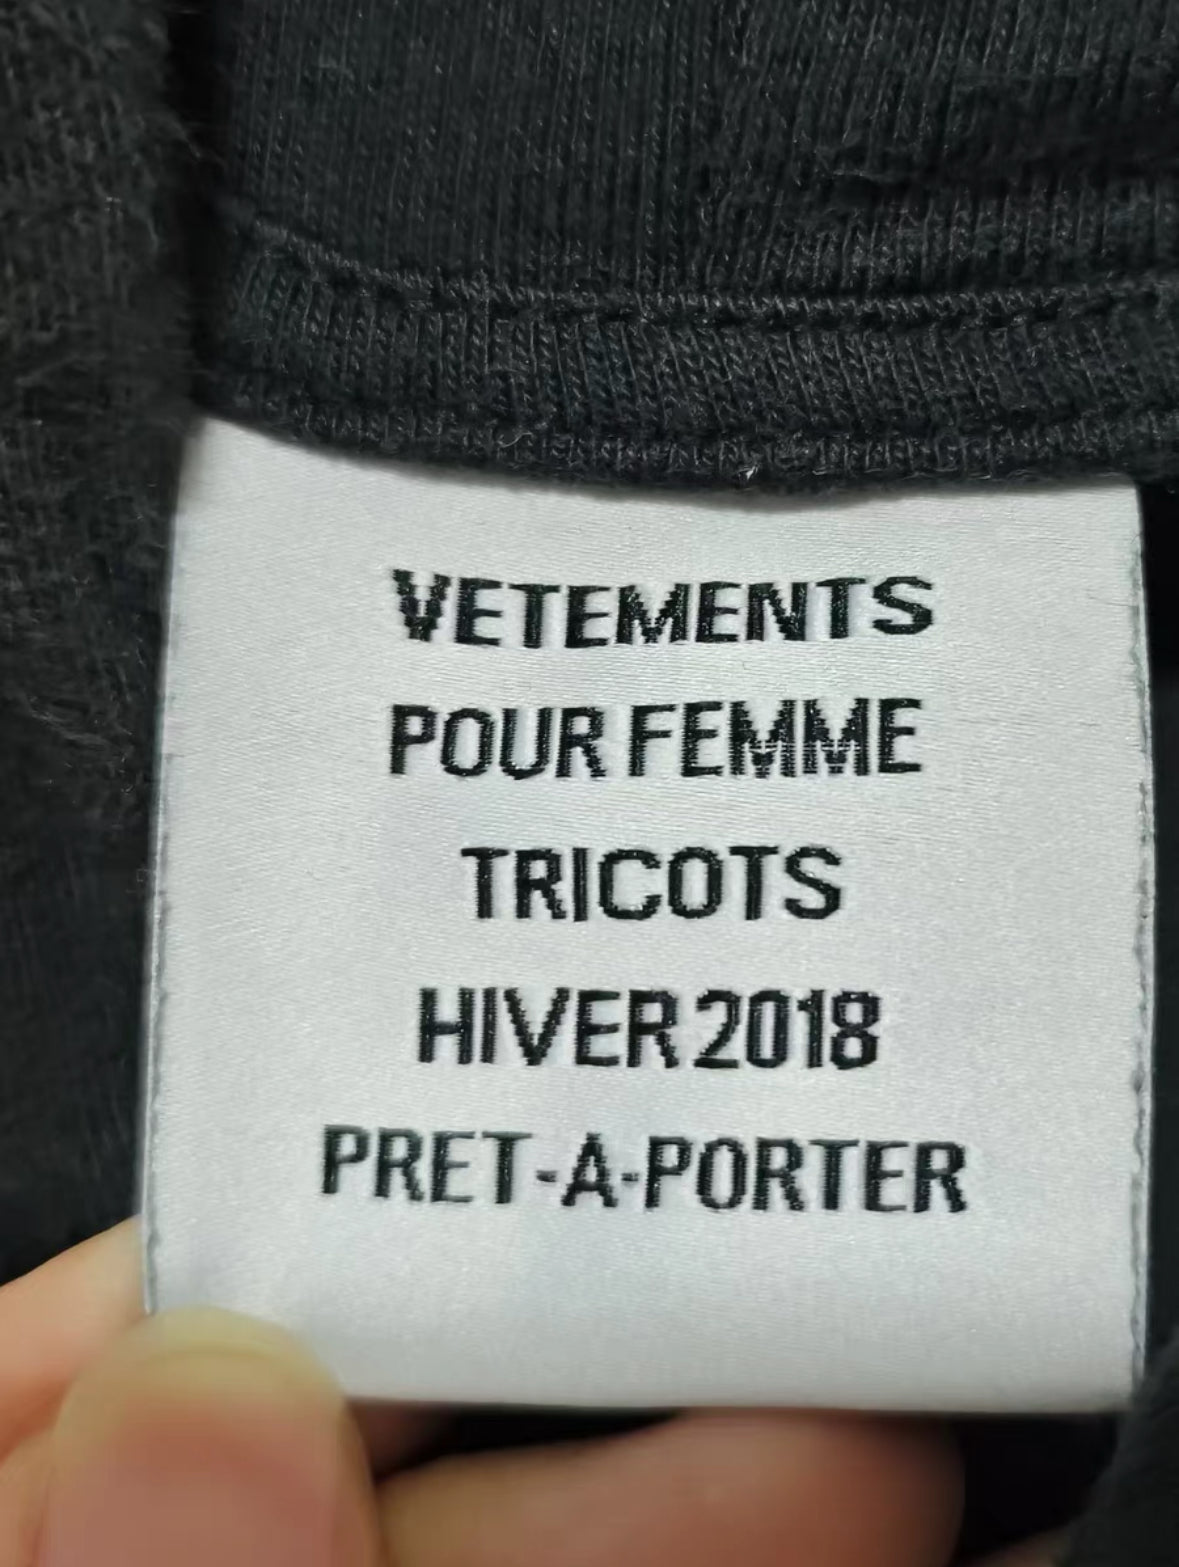 VETEMENTS
POUR FEMME
TRICOTS
HIVER 2018
PRET-A-PORTER